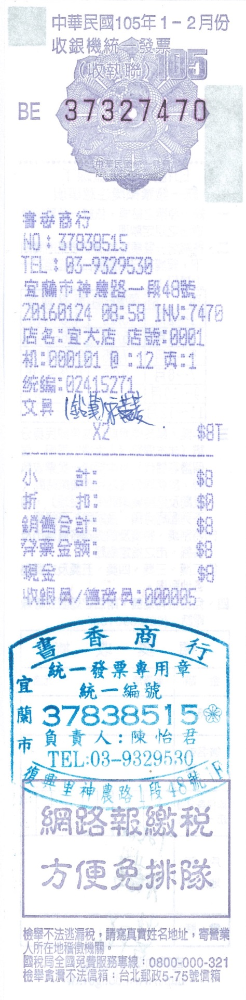 中華民國105年1-2月份
收銀機統一發票
(收執聯) 105
BE 37327470
中華民國統一發票
REPUBLIC OF CHINA
書香商行
NO:37838515
TEL:03-9329530
宜蘭市神農路一段48號
20160124 08:58 INV:7470
店名:宜大店 店號:0001
机:000101 @ :12 頁:1
統編:02415271
文具
X2 $8T
小 計: $8
折 扣: $0
銷售合計: $8
發票金額: $8
現金 $8
收銀員/售貨員:000005
書香商行
統一發票專用章
統一編號
37838515
負責人:陳怡君
TEL:03-9329530
宜蘭市
復興里神農路1段48號1F
網路報繳稅
方便免排隊
檢舉不法逃漏稅,請寫真實姓名地址,寄營業
人所在地稽徵機關。
國稅局全國免費服務專線:0800-000-321
檢舉貪瀆不法信箱:台北郵政5-75號信箱